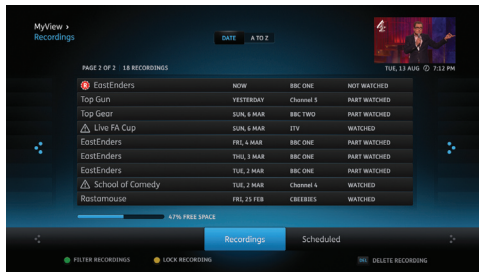 MyView ›
Recordings
DATE A TO Z
4
PAGE 2 OF 2 18 RECORDINGS
TUE, 13 AUG 7:12 PM
R EastEnders NOW BBC ONE NOT WATCHED
Top Gun YESTERDAY Channel 5 PART WATCHED
Top Gear SUN, 6 MAR BBC TWO PART WATCHED
Live FA Cup SUN, 6 MAR ITV WATCHED
EastEnders FRI, 4 MAR BBC ONE PART WATCHED
EastEnders THU, 3 MAR BBC ONE PART WATCHED
EastEnders TUE, 2 MAR BBC ONE PART WATCHED
School of Comedy TUE, 2 MAR Channel 4 WATCHED
Rastamouse FRI, 25 FEB CBEEBIES WATCHED
47% FREE SPACE
Recordings Scheduled
FILTER RECORDINGS LOCK RECORDING DEL DELETE RECORDING